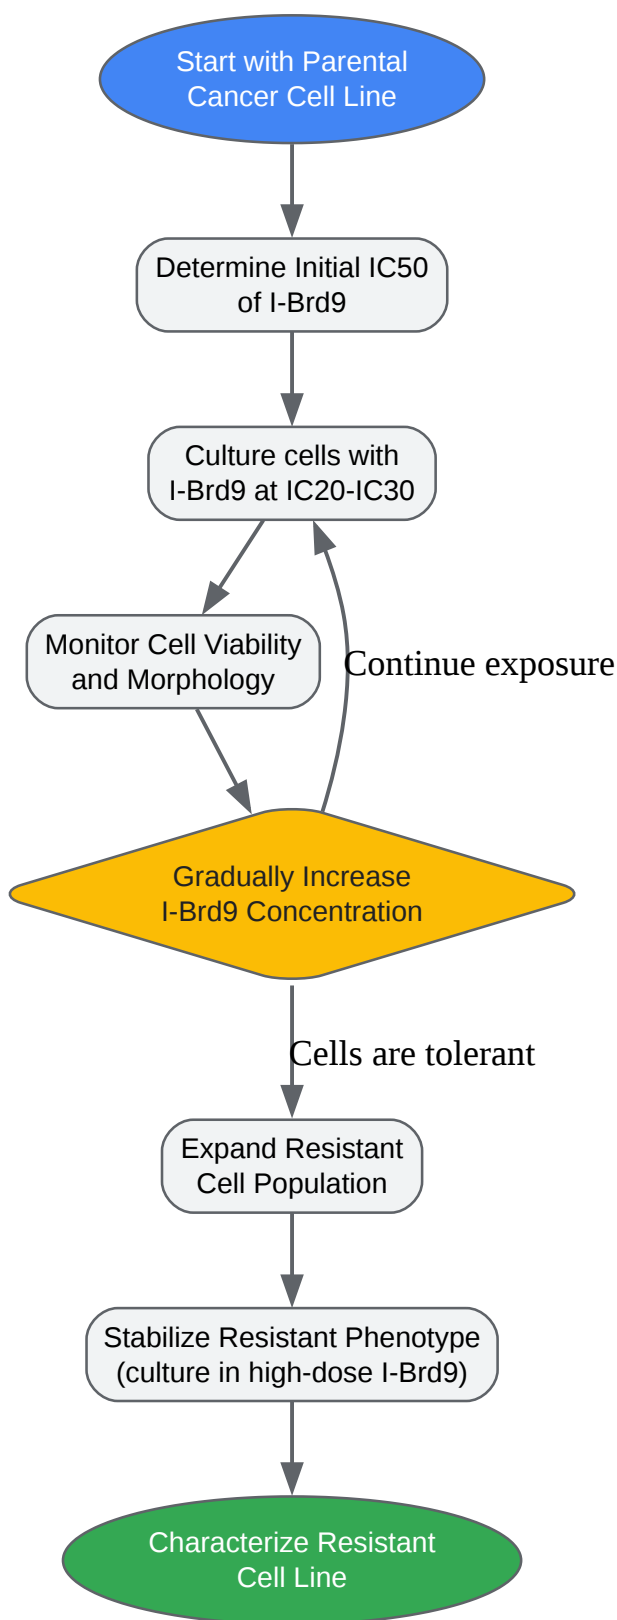 Start with Parental
Cancer Cell Line
Determine Initial IC50
of I-Brd9
Culture cells with
I-Brd9 at IC20-IC30
Monitor Cell Viability
and Morphology
Continue exposure
Gradually Increase
I-Brd9 Concentration
Cells are tolerant
Expand Resistant
Cell Population
Stabilize Resistant Phenotype
(culture in high-dose I-Brd9)
Characterize Resistant
Cell Line